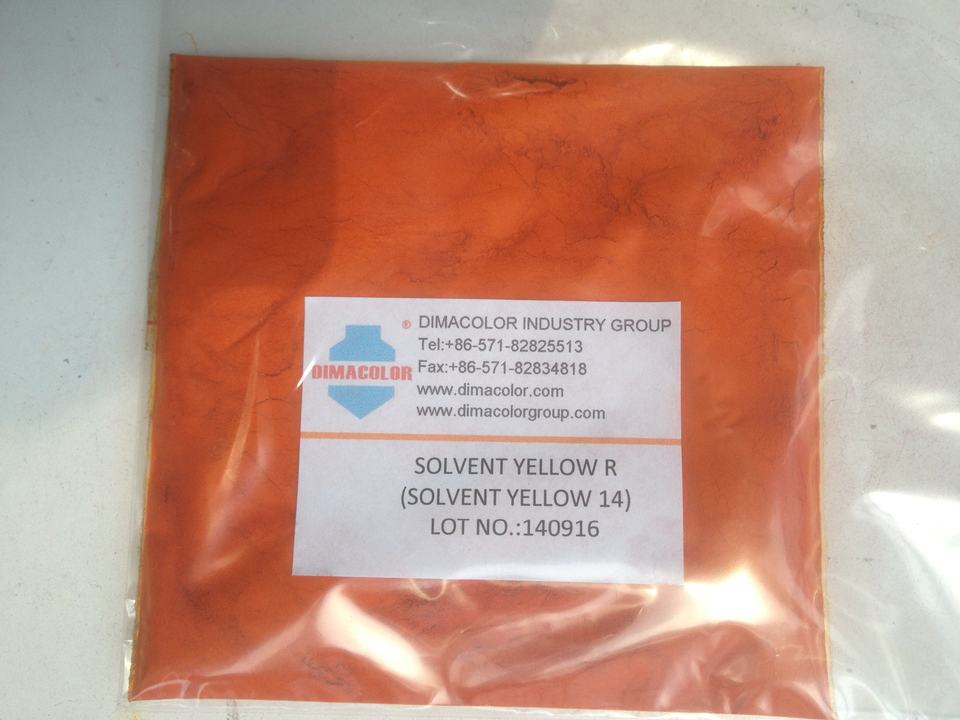 ® DIMACOLOR INDUSTRY GROUP
Tel:+86-571-82825513
DIMACOLOR Fax:+86-571-82834818
www.dimacolor.com
www.dimacolorgroup.com
SOLVENT YELLOW R
(SOLVENT YELLOW 14)
LOT NO.:140916